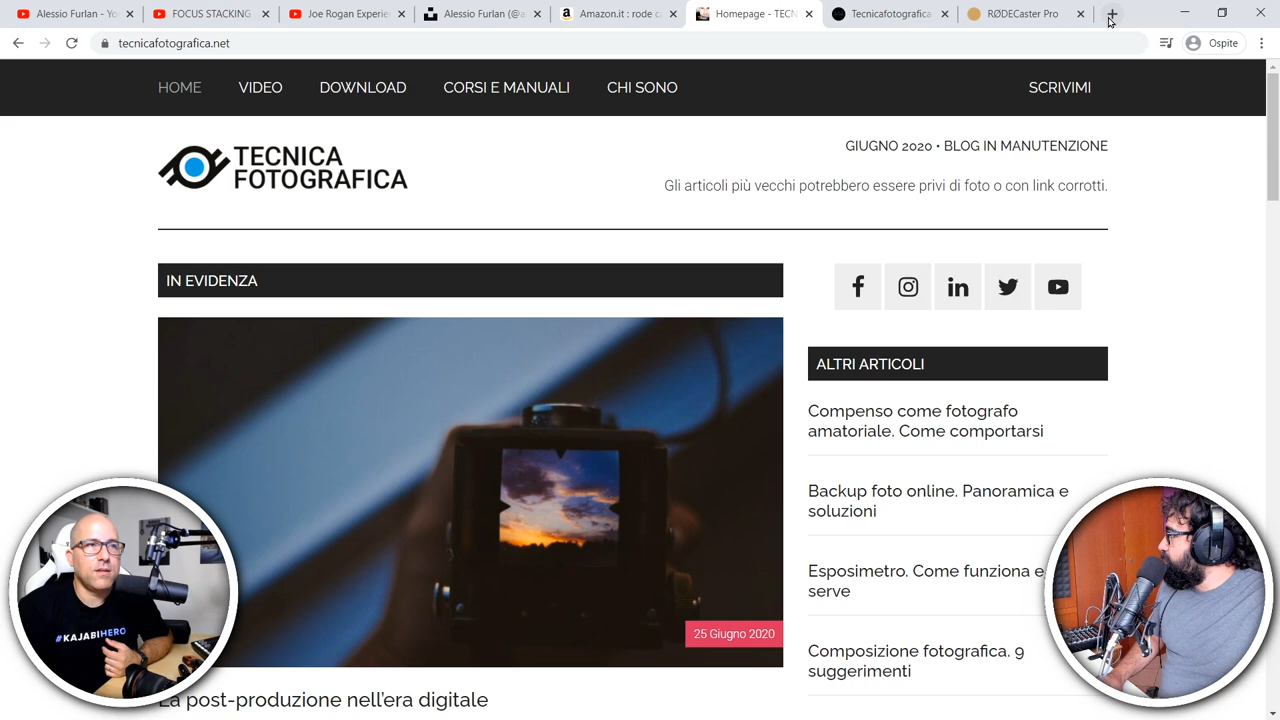 Alessio Furlan - Yo
FOCUS STACKING
Joe Rogan Experie
Alessio Furlan (@a
Amazon.it : rode c
Homepage - TECN
Tecnicafotografica
RØDECaster Pro
tecnicafotografica.net
Ospite
HOME
VIDEO
DOWNLOAD
CORSI E MANUALI
CHI SONO
SCRIVIMI
TECNICA
FOTOGRAFICA
GIUGNO 2020 • BLOG IN MANUTENZIONE
Gli articoli più vecchi potrebbero essere privi di foto o con link corrotti.
IN EVIDENZA
25 Giugno 2020
La post-produzione nell'era digitale
ALTRI ARTICOLI
Compenso come fotografo
amatoriale. Come comportarsi
Backup foto online. Panoramica e
soluzioni
Esposimetro. Come funziona e
serve
Composizione fotografica. 9
suggerimenti
#KAJABIHERO